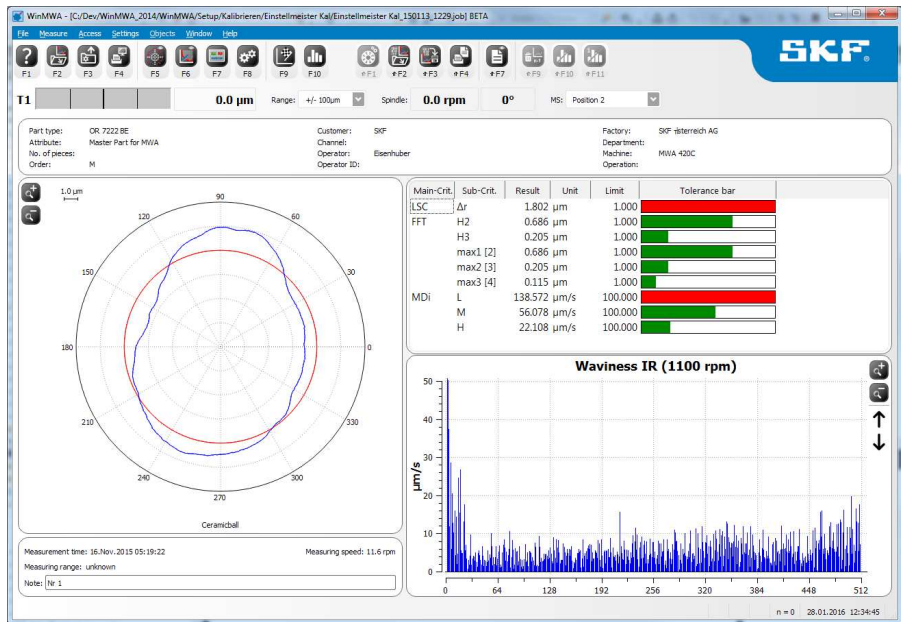 WinMWA - [C:/Dev/WinMWA_2014/WinMWA/Setup/Kalibrieren/Einstellmeister Kal/Einstellmeister Kal_150113_1229.job] BETA
File Measure Access Settings Objects Window Help
SKF
F1 F2 F3 F4 F5 F6 F7 F8 F9 F10 F1 F2 F3 F4 F7 F9 F10 F11
T1 0.0 µm Range: +/- 100µm Spindle: 0.0 rpm 0° MS: Position 2
Part type: OR 7222 BE Customer: SKF Factory: SKF
Attribute: Master Part for MWA Channel: Department:
No. of pieces: Operator: Eisenhuber Machine: MWA 420C
Order: M Operator ID: Operation:
1.0 µm
90
120 60
150 30
180 0
210 330
240 300
270
Ceramicball
Main-Crit. Sub-Crit. Result Unit Limit Tolerance bar
LSC Δr 1.802 µm 1.000
FFT H2 0.686 µm 1.000
H3 0.205 µm 1.000
max1 [2] 0.686 µm 1.000
max2 [3] 0.205 µm 1.000
max3 [4] 0.115 µm 1.000
MDi L 138.572 µm/s 100.000
M 56.078 µm/s 100.000
H 22.108 µm/s 100.000
Waviness IR (1100 rpm)
µm/s
50
40
30
20
10
0
0 64 128 192 256 320 384 448 512
Measurement time: 16.Nov.2015 05:19:22 Measuring speed: 11.6 rpm
Measuring range: unknown
Note: Nr 1
n = 0 28.01.2016 12:34:45